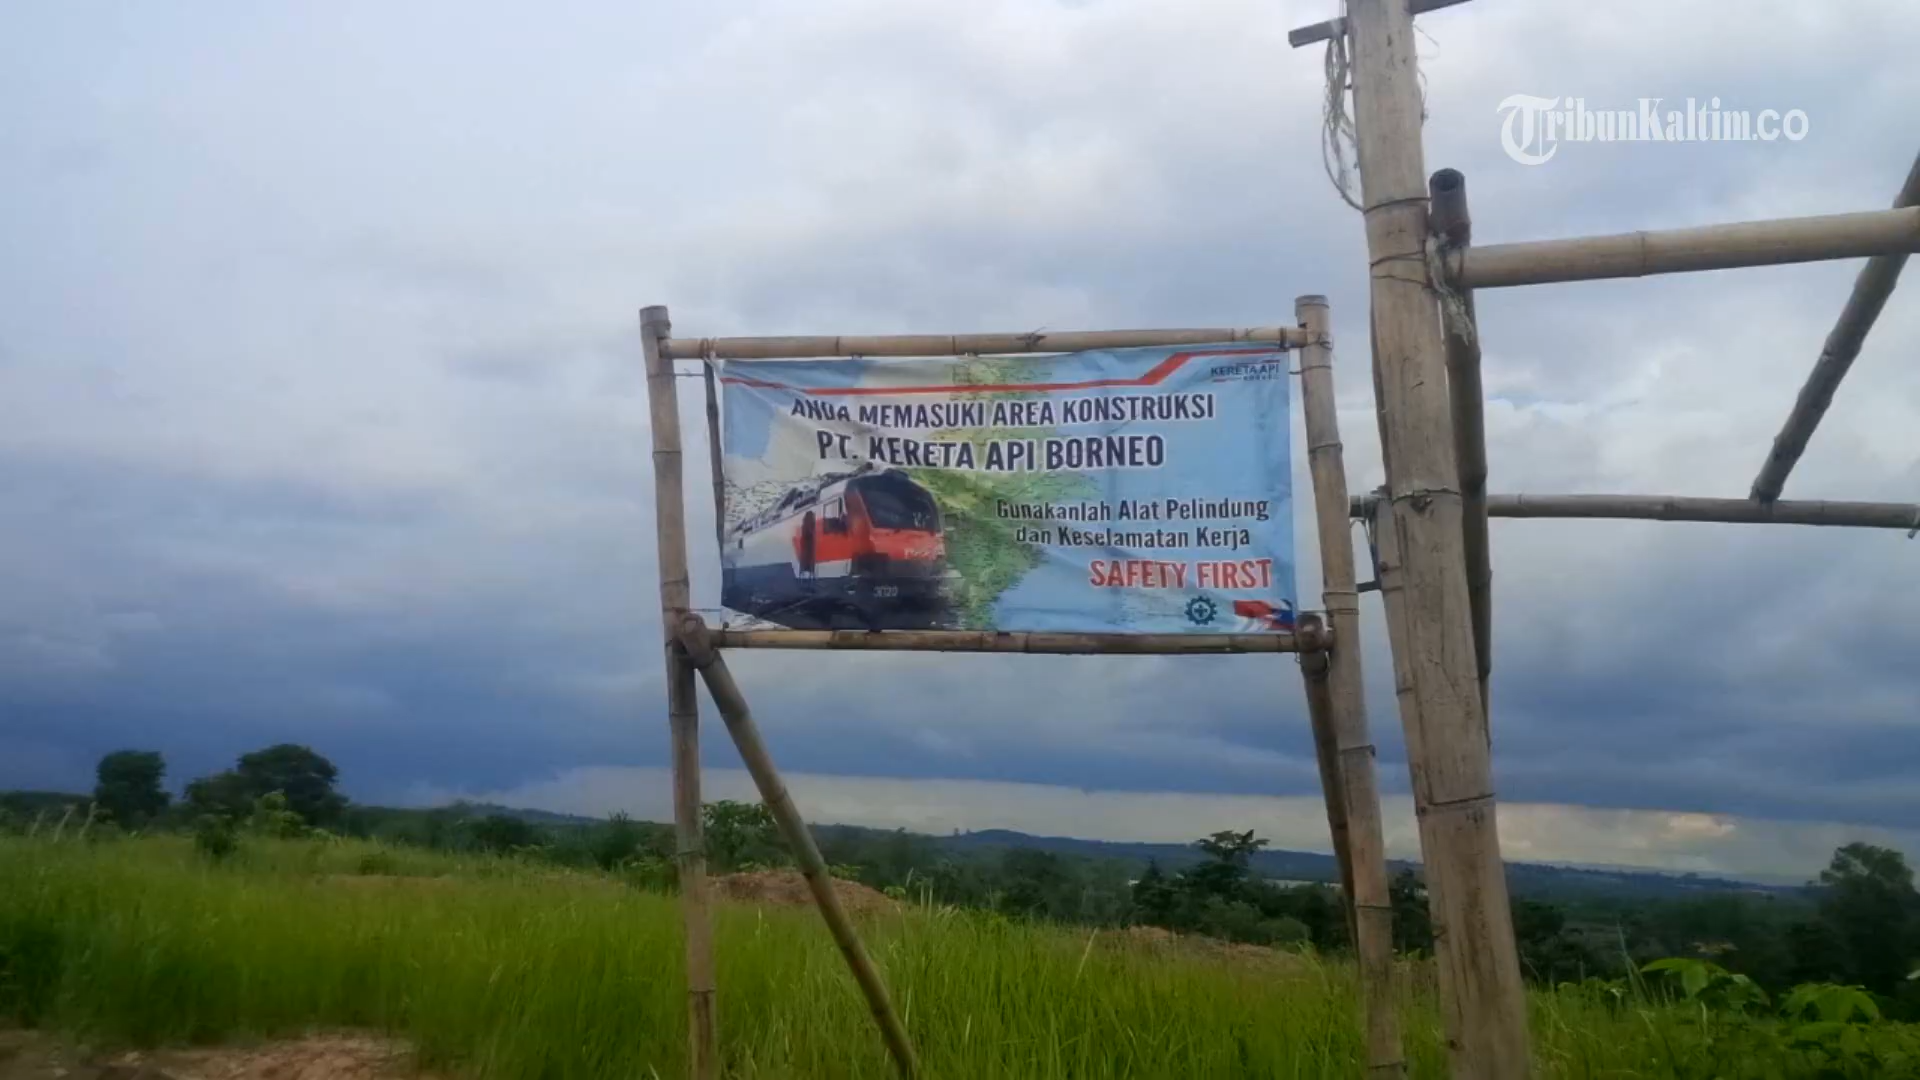 TribunKaltim.co
KERETA API
BORNEO
ANDA MEMASUKI AREA KONSTRUKSI
PT. KERETA API BORNEO
Gunakanlah Alat Pelindung
dan Keselamatan Kerja
SAFETY FIRST